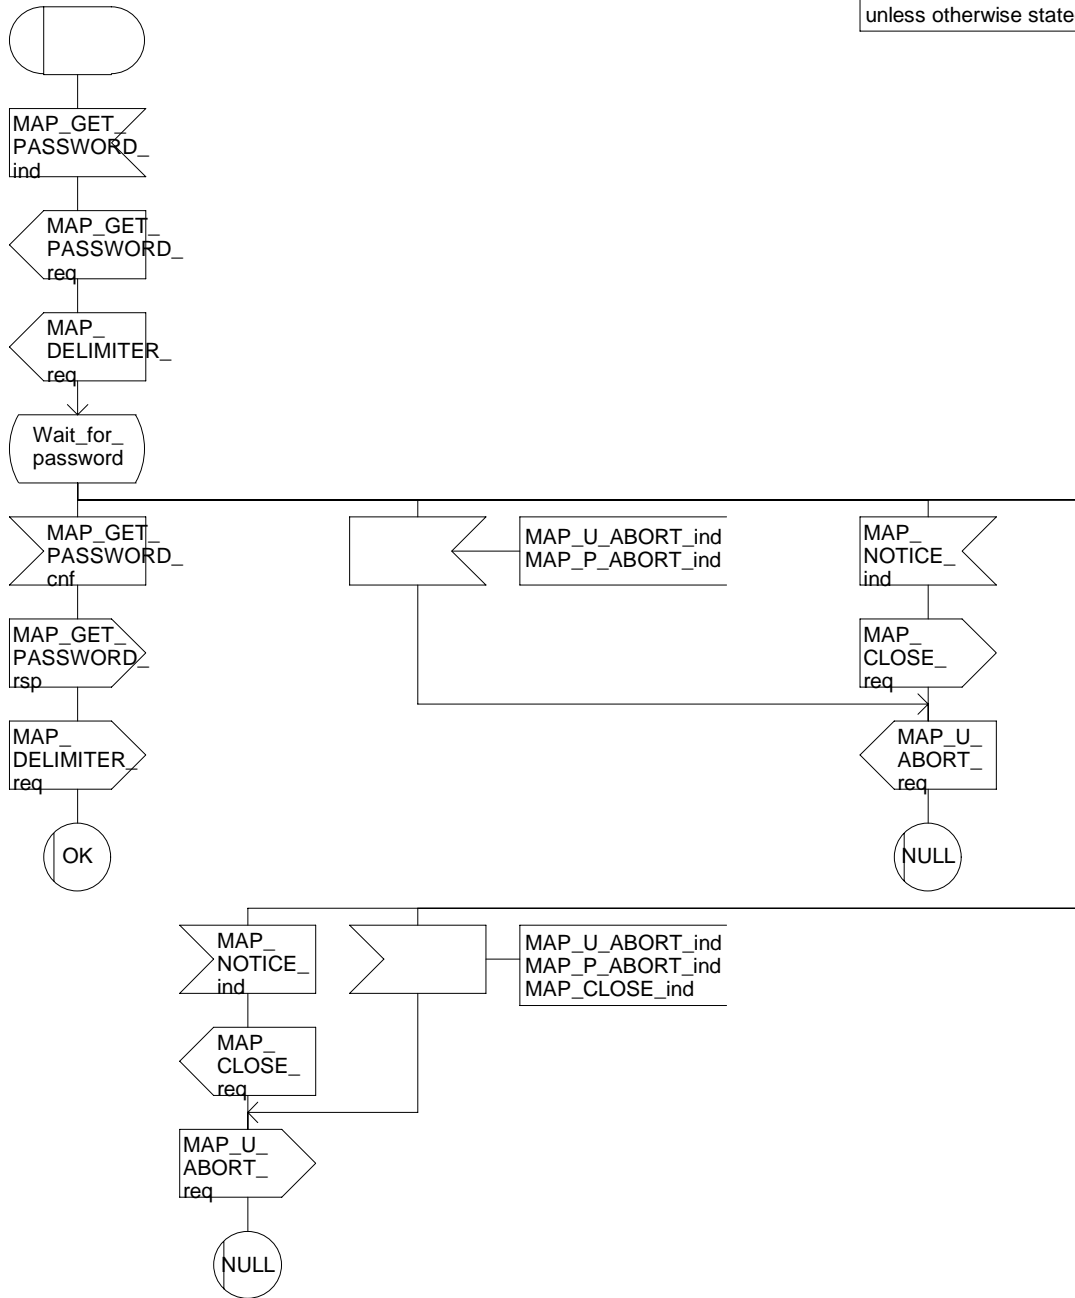 unless otherwise state
MAP_GET_
PASSWORD_
ind
MAP_GET_
PASSWORD_
req
MAP_
DELIMITER_
req
Wait_for_
password
MAP_GET_
PASSWORD_
cnf
MAP_U_ABORT_ind
MAP_P_ABORT_ind
MAP_
NOTICE_
ind
MAP_GET_
PASSWORD_
rsp
MAP_
CLOSE_
req
MAP_
DELIMITER_
req
MAP_U_
ABORT_
req
OK
NULL
MAP_
NOTICE_
ind
MAP_U_ABORT_ind
MAP_P_ABORT_ind
MAP_CLOSE_ind
MAP_
CLOSE_
req
MAP_U_
ABORT_
req
NULL